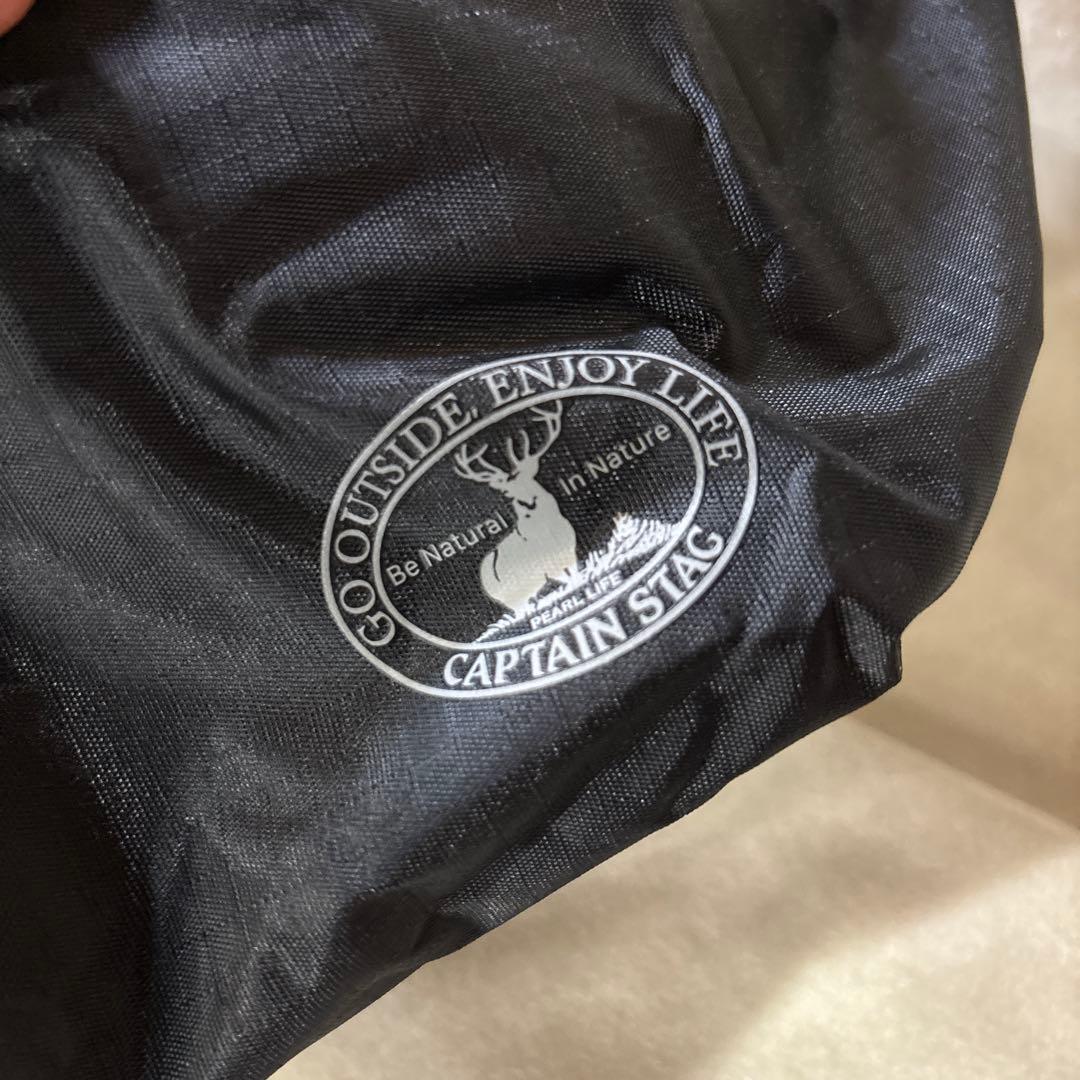 GO OUTSIDE, ENJOY LIFE
Be Natural In Nature
PEARL LIFE
CAPTAIN STAG